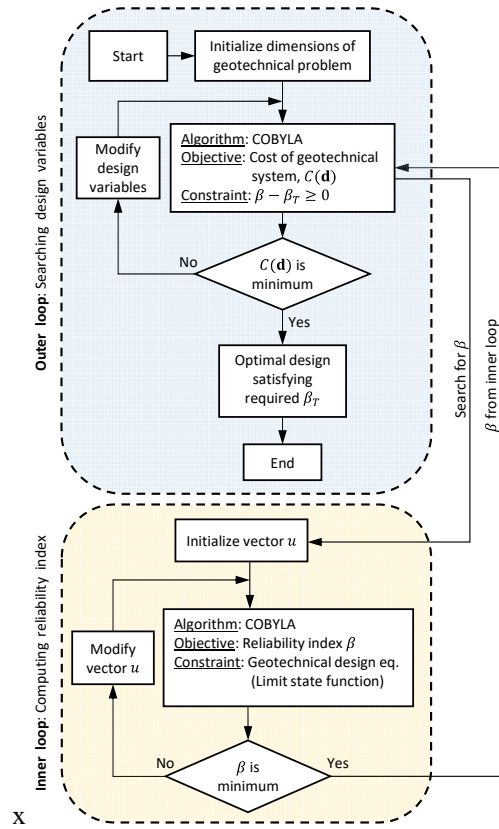 Outer loop: Searching design variables
Start
Initialize dimensions of
geotechnical problem
Modify
design
variables
Algorithm: COBYLA
Objective: Cost of geotechnical
system, C(𝐝)
Constraint: β − β_T ≥ 0
No
C(𝐝) is
minimum
Yes
Optimal design
satisfying
required β_T
End
Search for β
β from inner loop
Inner loop: Computing reliability index
Initialize vector u
Modify
vector u
Algorithm: COBYLA
Objective: Reliability index β
Constraint: Geotechnical design eq.
(Limit state function)
No
β is
minimum
Yes
x